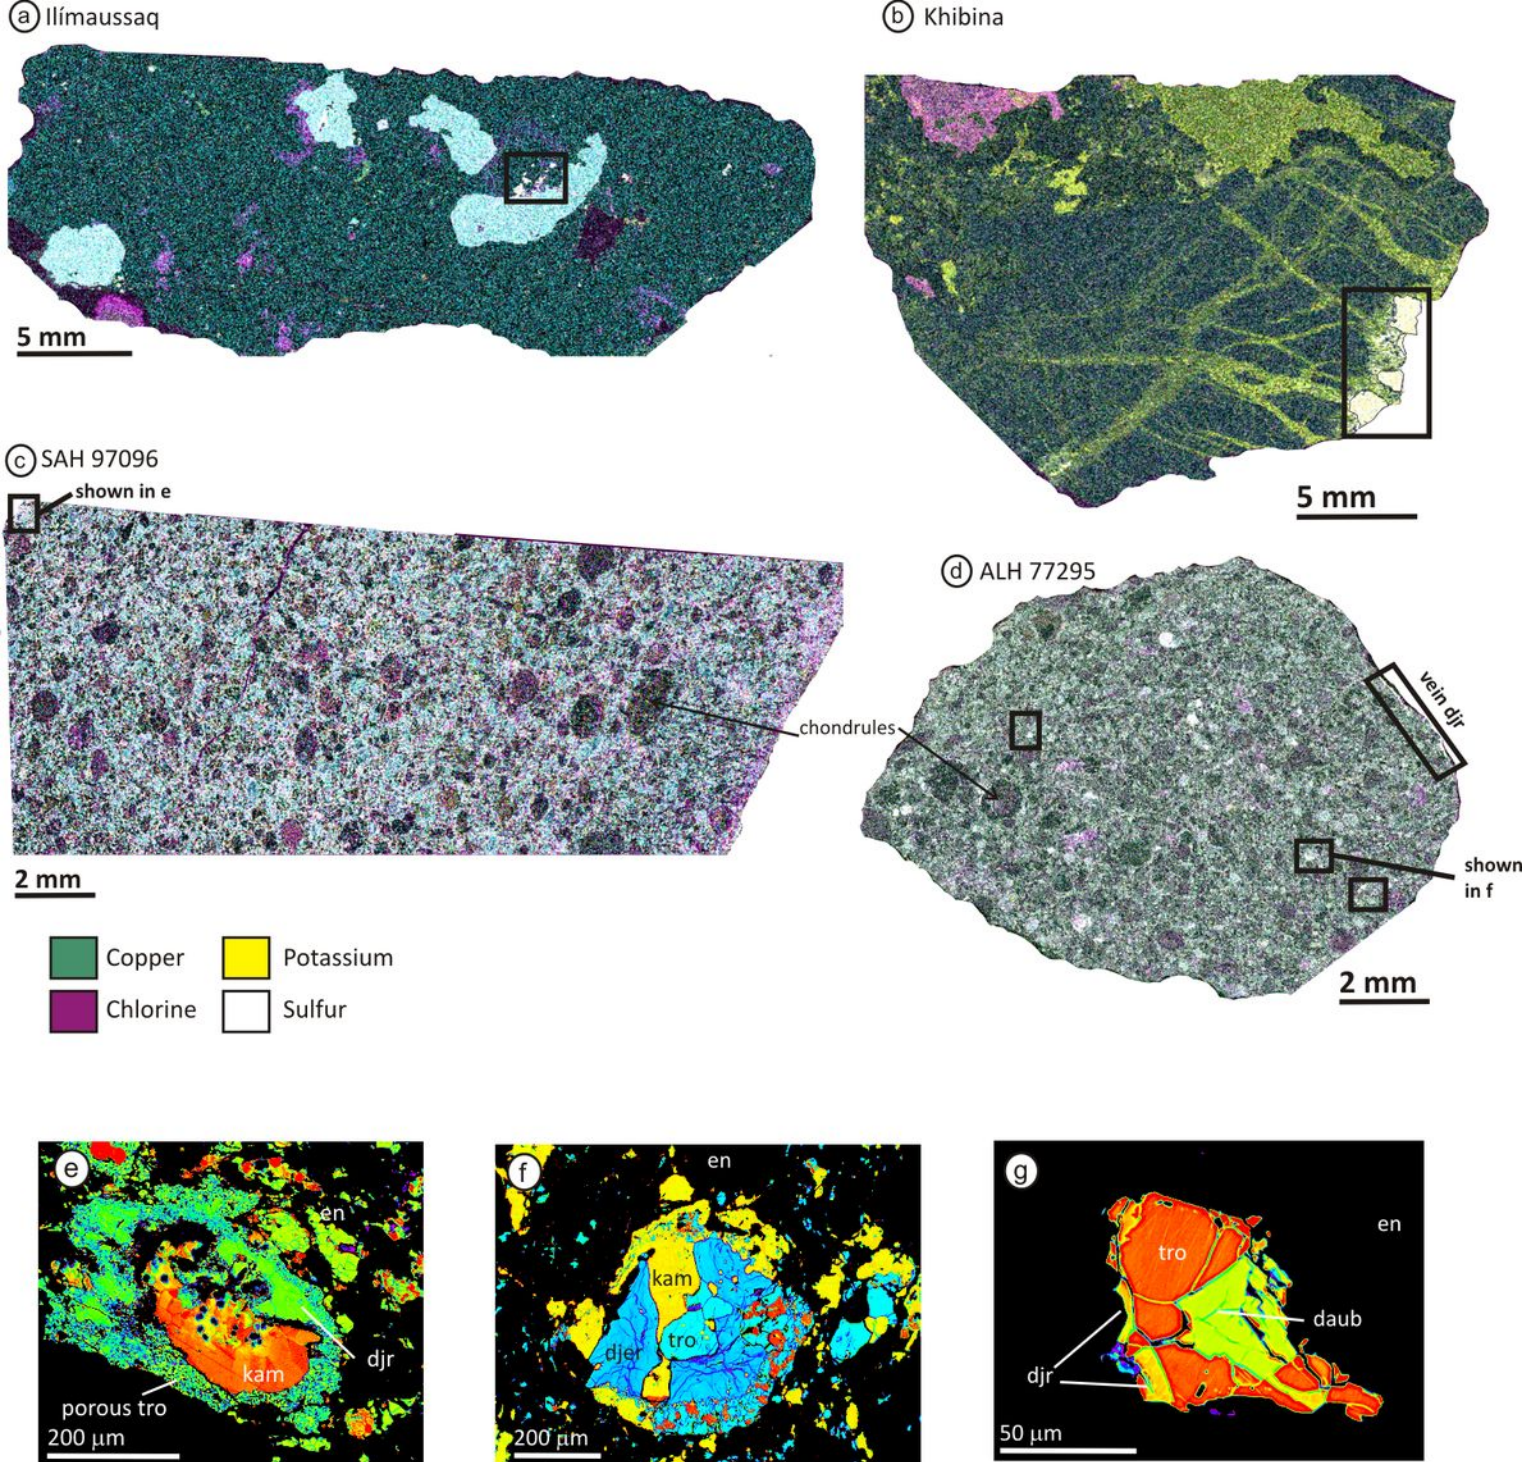 a Ilímaussaq
b Khibina
5 mm
5 mm
c SAH 97096
shown in e
d ALH 77295
vein djr
chondrules
shown
in f
2 mm
2 mm
Copper
Potassium
Chlorine
Sulfur
e
en
djr
kam
porous tro
200 μm
f
en
kam
tro
djer
200 μm
g
en
tro
daub
djr
50 μm